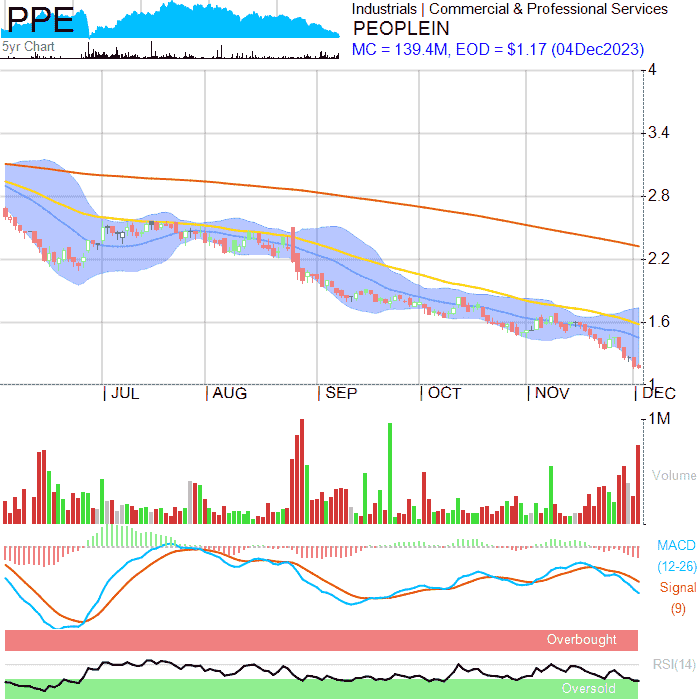 PPE
5yr Chart
Industrials | Commercial & Professional Services
PEOPLEIN
MC = 139.4M, EOD = $1.17 (04Dec2023)
4
3.4
2.8
2.2
1.6
1
JUL AUG SEP OCT NOV DEC
1M
Volume
MACD
(12-26)
Signal
(9)
Overbought
RSI(14)
Oversold